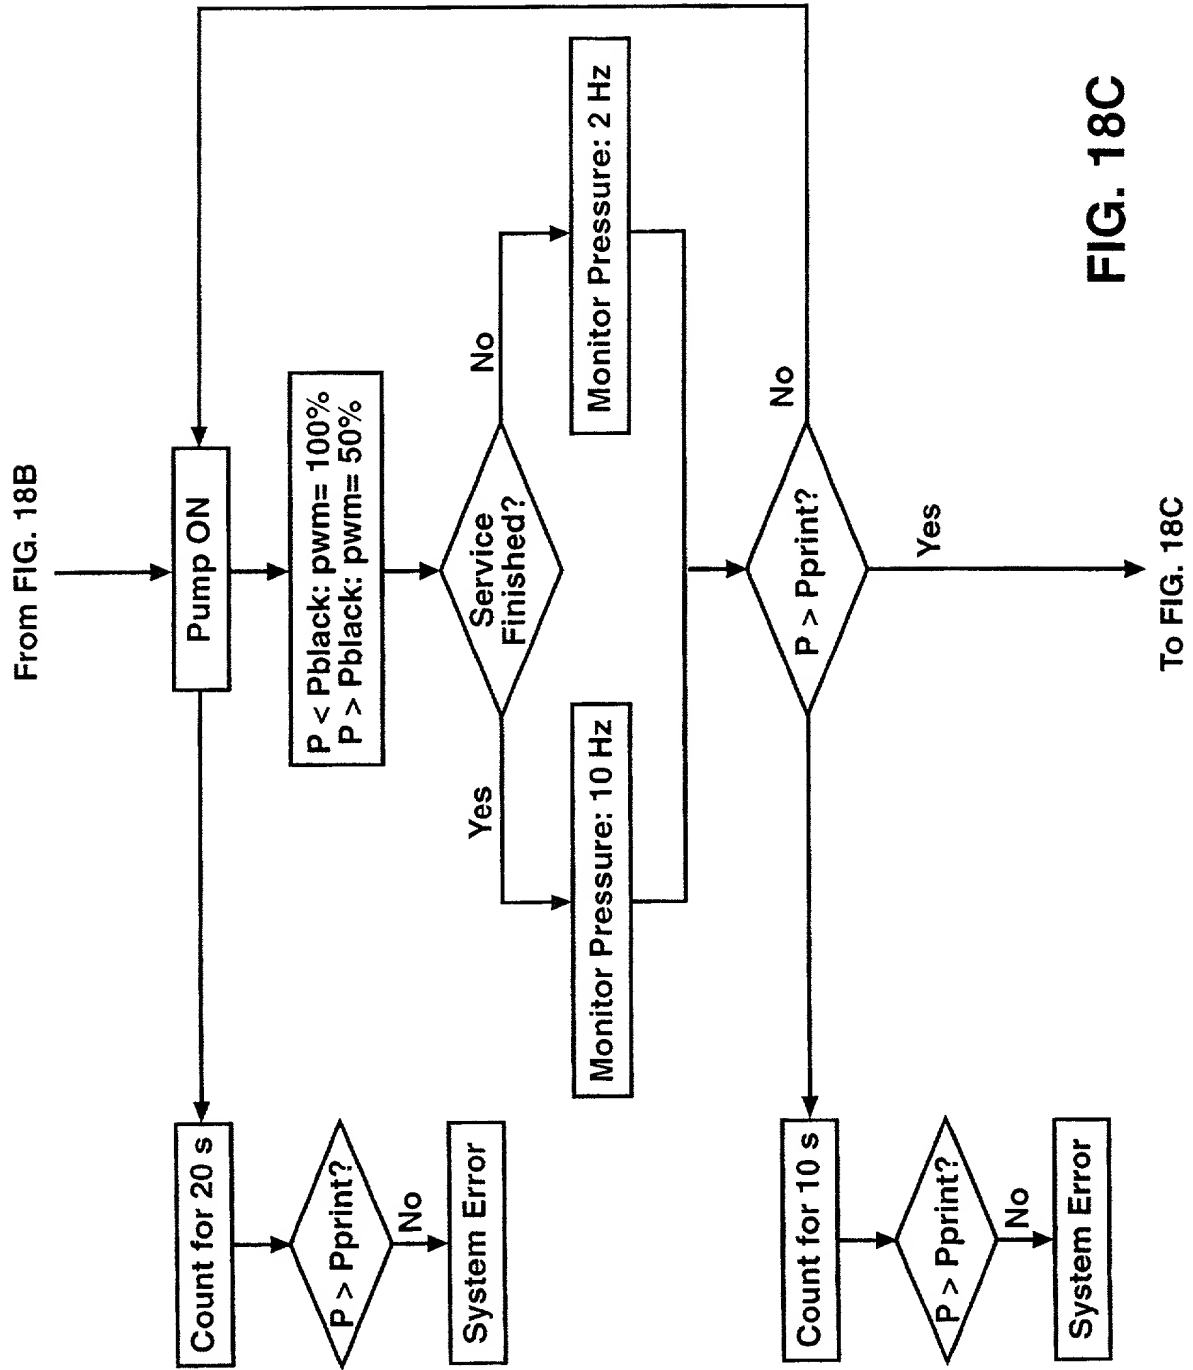 From FIG. 18B
Pump ON
P < Pblack: pwm= 100%
P > Pblack: pwm= 50%
Service
Finished?
Yes
No
Monitor Pressure: 10 Hz
Monitor Pressure: 2 Hz
P > Pprint?
No
Yes
To FIG. 18C
Count for 20 s
P > Pprint?
No
System Error
Count for 10 s
P > Pprint?
No
System Error
FIG. 18C